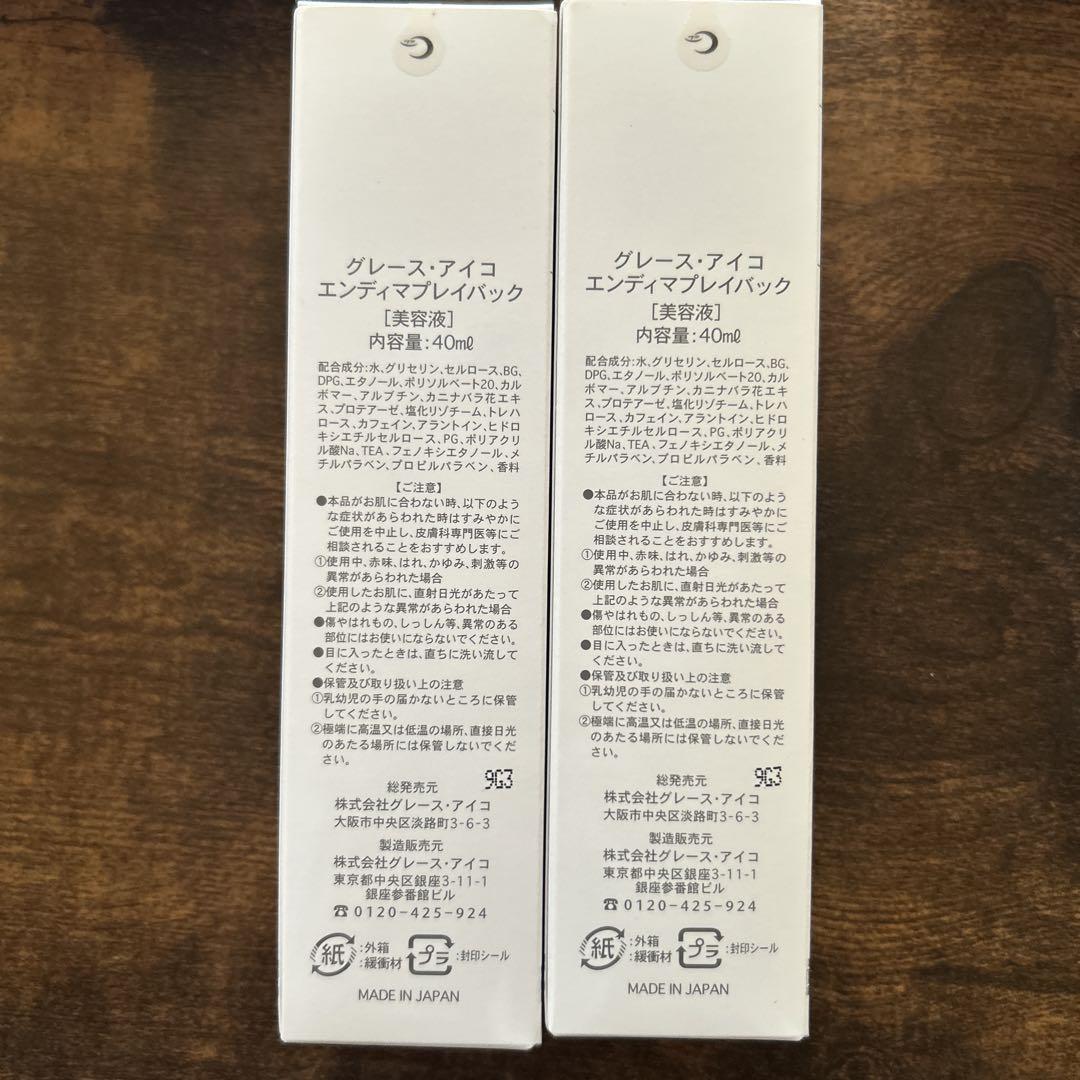 グレース・アイコ
エンディマプレイバック
［美容液］
内容量：40ml
配合成分：水、グリセリン、セルロース、BG、
DPG、エタノール、ポリソルベート20、カル
ボマー、アルブチン、カニナバラ花エキ
ス、プロテアーゼ、塩化リゾチーム、トレハ
ロース、カフェイン、アラントイン、ヒドロ
キシエチルセルロース、PG、ポリアクリ
ル酸Na、TEA、フェノキシエタノール、メ
チルパラベン、プロピルパラベン、香料
【ご注意】
●本品がお肌に合わない時、以下のよう
な症状があらわれた時はすみやかに
ご使用を中止し、皮膚科専門医等にご
相談されることをおすすめします。
①使用中、赤味、はれ、かゆみ、刺激等の
異常があらわれた場合
②使用したお肌に、直射日光があたって
上記のような異常があらわれた場合
●傷やはれもの、しっしん等、異常のある
部位にはお使いにならないでください。
●目に入ったときは、直ちに洗い流して
ください。
●保管及び取り扱い上の注意
①乳幼児の手の届かないところに保管
してください。
②極端に高温又は低温の場所、直接日光
のあたる場所には保管しないでくだ
さい。
9G3
総発売元
株式会社グレース・アイコ
大阪市中央区淡路町3-6-3
製造販売元
株式会社グレース・アイコ
東京都中央区銀座3-11-1
銀座参番館ビル
☎0120-425-924
紙：外箱
：緩衝材
プラ：封印シール
MADE IN JAPAN
グレース・アイコ
エンディマプレイバック
［美容液］
内容量：40ml
配合成分：水、グリセリン、セルロース、BG、
DPG、エタノール、ポリソルベート20、カル
ボマー、アルブチン、カニナバラ花エキ
ス、プロテアーゼ、塩化リゾチーム、トレハ
ロース、カフェイン、アラントイン、ヒドロ
キシエチルセルロース、PG、ポリアクリ
ル酸Na、TEA、フェノキシエタノール、メ
チルパラベン、プロピルパラベン、香料
【ご注意】
●本品がお肌に合わない時、以下のよう
な症状があらわれた時はすみやかに
ご使用を中止し、皮膚科専門医等にご
相談されることをおすすめします。
①使用中、赤味、はれ、かゆみ、刺激等の
異常があらわれた場合
②使用したお肌に、直射日光があたって
上記のような異常があらわれた場合
●傷やはれもの、しっしん等、異常のある
部位にはお使いにならないでください。
●目に入ったときは、直ちに洗い流して
ください。
●保管及び取り扱い上の注意
①乳幼児の手の届かないところに保管
してください。
②極端に高温又は低温の場所、直接日光
のあたる場所には保管しないでくだ
さい。
9G3
総発売元
株式会社グレース・アイコ
大阪市中央区淡路町3-6-3
製造販売元
株式会社グレース・アイコ
東京都中央区銀座3-11-1
銀座参番館ビル
☎0120-425-924
紙：外箱
：緩衝材
プラ：封印シール
MADE IN JAPAN